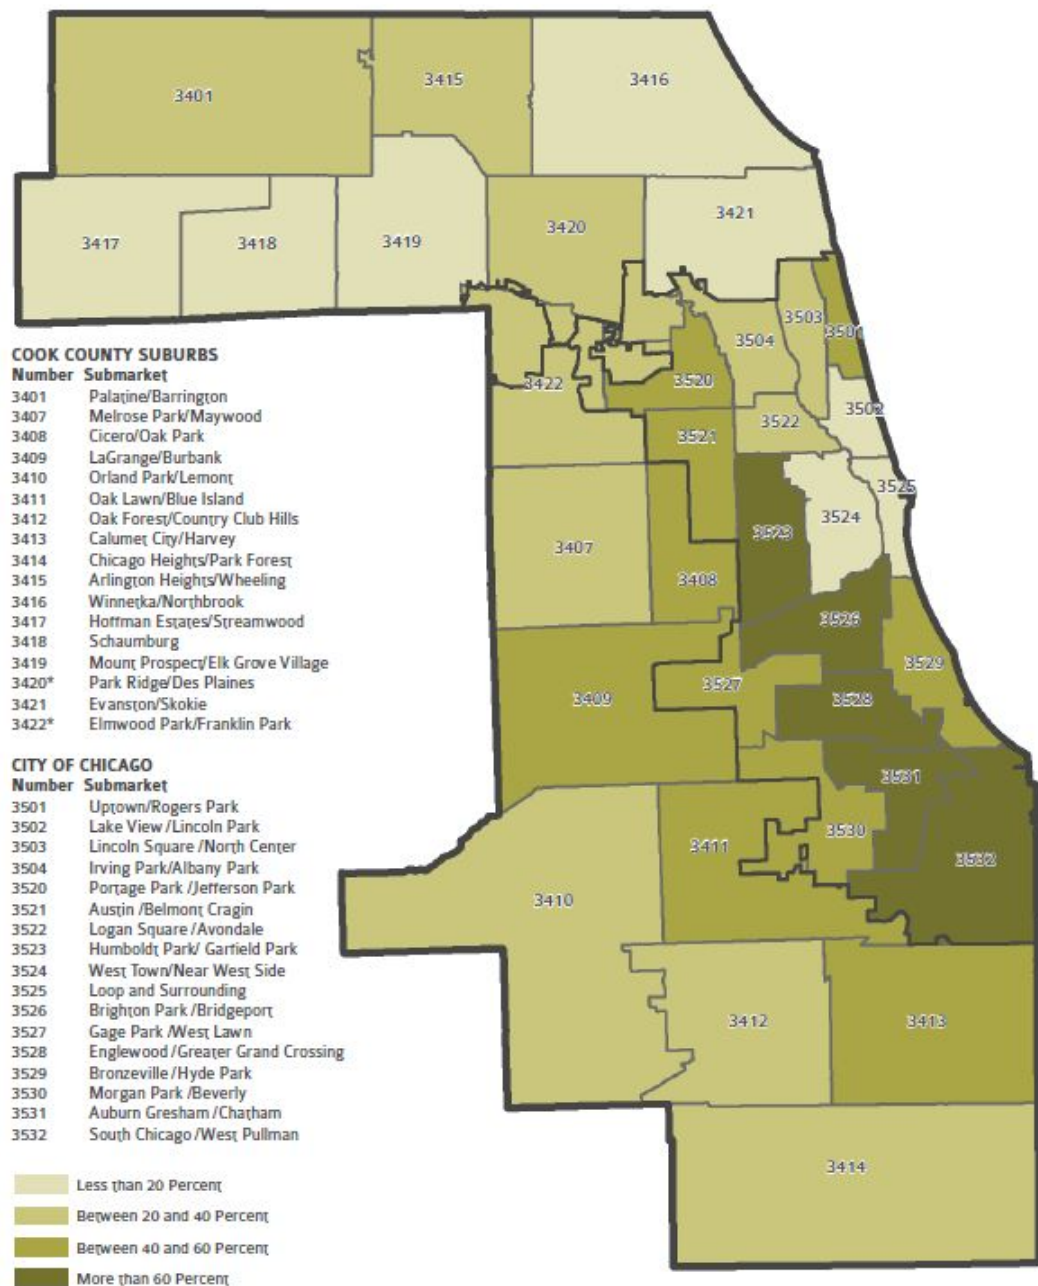 3401
3415
3416
3417
3418
3419
3420
3421
3503
3501
3504
3422
3520
3502
3522
3521
3525
3523
3524
3407
3408
3526
3527
3529
3409
3528
3531
3530
3411
3532
3410
3412
3413
3414
COOK COUNTY SUBURBS
Number Submarket
3401 Palatine/Barrington
3407 Melrose Park/Maywood
3408 Cicero/Oak Park
3409 LaGrange/Burbank
3410 Orland Park/Lemont
3411 Oak Lawn/Blue Island
3412 Oak Forest/Country Club Hills
3413 Calumet City/Harvey
3414 Chicago Heights/Park Forest
3415 Arlington Heights/Wheeling
3416 Winnetka/Northbrook
3417 Hoffman Estates/Streamwood
3418 Schaumburg
3419 Mount Prospect/Elk Grove Village
3420* Park Ridge/Des Plaines
3421 Evanston/Skokie
3422* Elmwood Park/Franklin Park
CITY OF CHICAGO
Number Submarket
3501 Uptown/Rogers Park
3502 Lake View /Lincoln Park
3503 Lincoln Square /North Center
3504 Irving Park/Albany Park
3520 Portage Park /Jefferson Park
3521 Austin /Belmont Cragin
3522 Logan Square /Avondale
3523 Humboldt Park/ Garfield Park
3524 West Town/Near West Side
3525 Loop and Surrounding
3526 Brighton Park /Bridgeport
3527 Gage Park /West Lawn
3528 Englewood /Greater Grand Crossing
3529 Bronzeville /Hyde Park
3530 Morgan Park /Beverly
3531 Auburn Gresham /Chatham
3532 South Chicago /West Pullman
Less than 20 Percent
Between 20 and 40 Percent
Between 40 and 60 Percent
More than 60 Percent